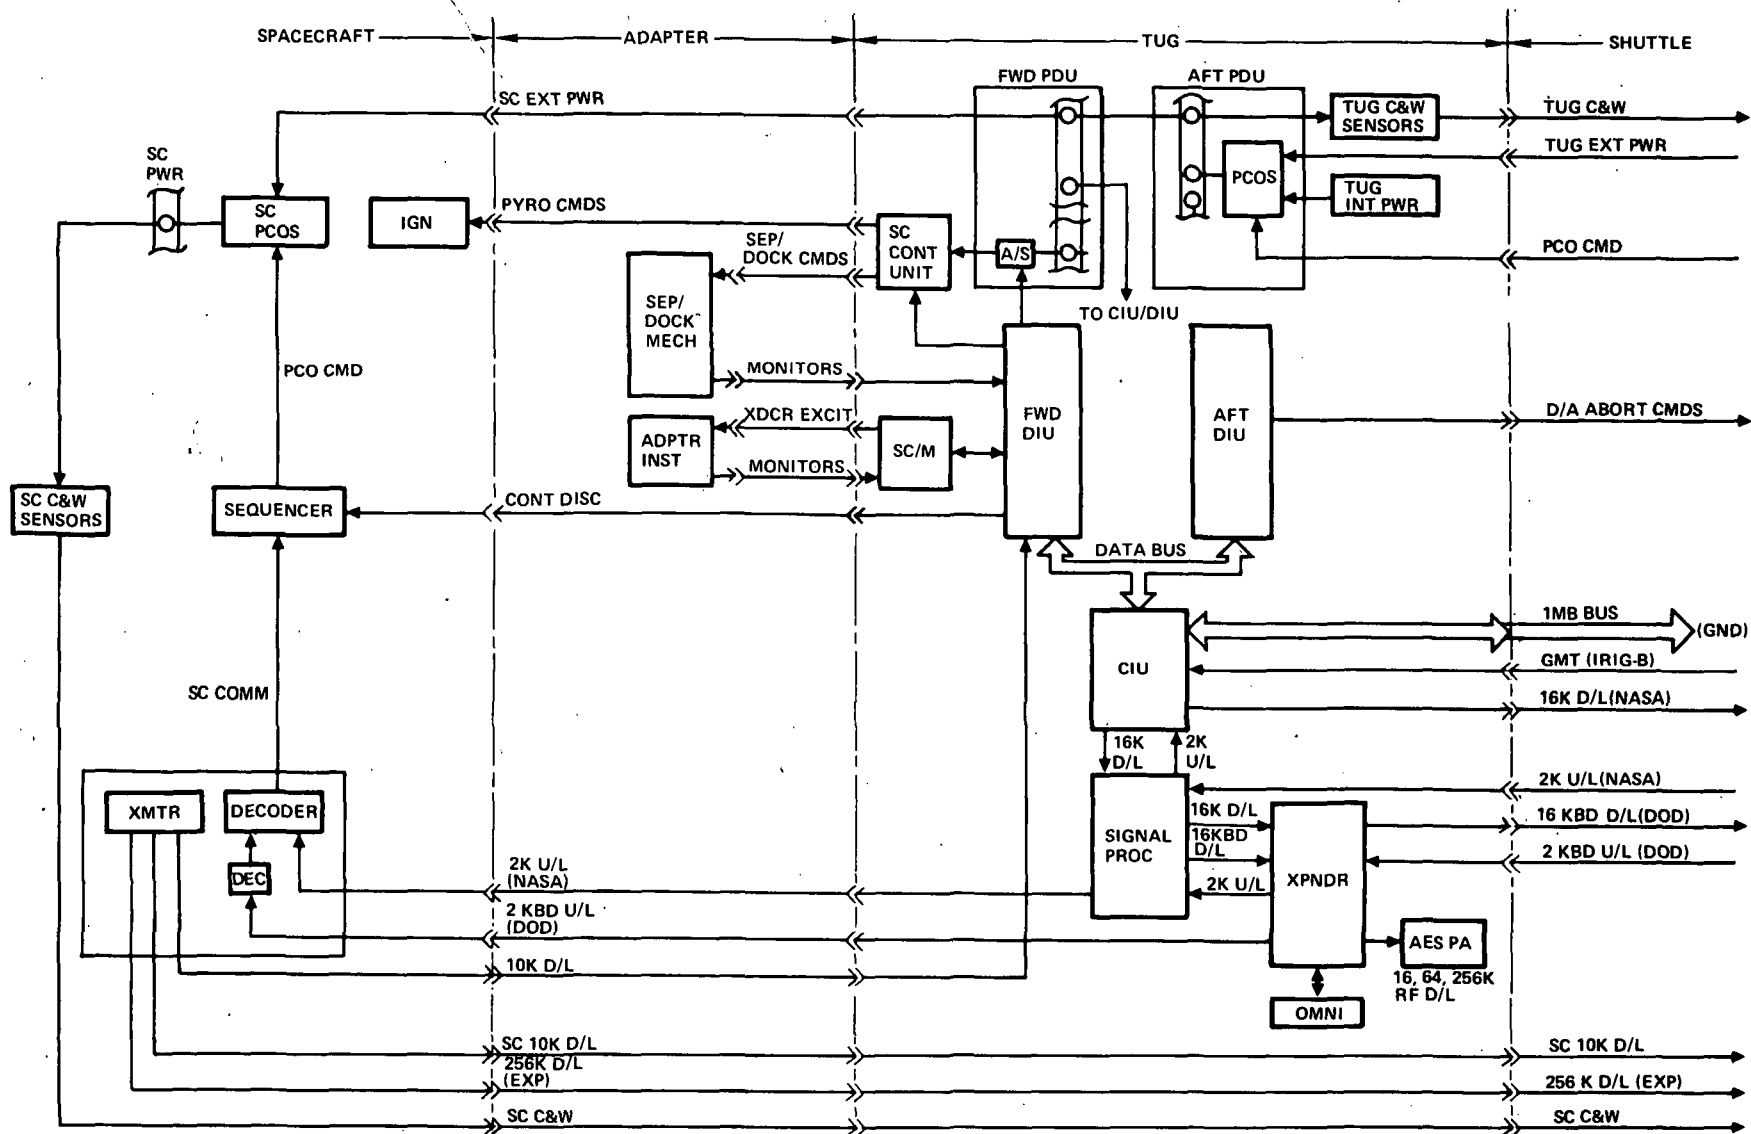 SPACECRAFT
ADAPTER
TUG
SHUTTLE
FWD PDU
AFT PDU
SC EXT PWR
TUG C&W
SENSORS
TUG C&W
TUG EXT PWR
SC
PWR
PCOS
TUG
INT PWR
SC
PCOS
IGN
PYRO CMDS
SC
CONT
UNIT
A/S
SEP/
DOCK CMDS
PCO CMD
SEP/
DOCK
MECH
TO CIU/DIU
PCO CMD
MONITORS
FWD
DIU
AFT
DIU
D/A ABORT CMDS
XDCR EXCIT
ADPTR
INST
SC/M
MONITORS
SC C&W
SENSORS
SEQUENCER
CONT DISC
DATA BUS
1MB BUS
(GND)
CIU
GMT (IRIG-B)
SC COMM
16K D/L(NASA)
16K
D/L
2K
U/L
2K U/L(NASA)
XMTR
DECODER
16K D/L
16 KBD D/L(DOD)
SIGNAL
PROC
16KBD
D/L
2 KBD U/L (DOD)
DEC
2K U/L
(NASA)
2K U/L
XPNDR
2 KBD U/L
(DOD)
AES PA
10K D/L
16, 64, 256K
RF D/L
OMNI
SC 10K D/L
SC 10K D/L
256K D/L
(EXP)
256 K D/L (EXP)
SC C&W
SC C&W